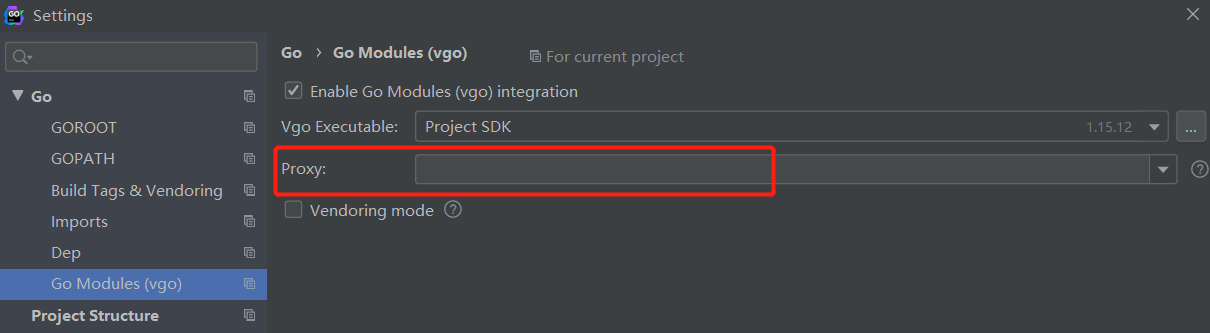 GO Settings
Go > Go Modules (vgo) For current project
Go
Enable Go Modules (vgo) integration
GOROOT
Vgo Executable: Project SDK 1.15.12 ...
GOPATH
Proxy: ?
Build Tags & Vendoring
Imports
Vendoring mode ?
Dep
Go Modules (vgo)
Project Structure